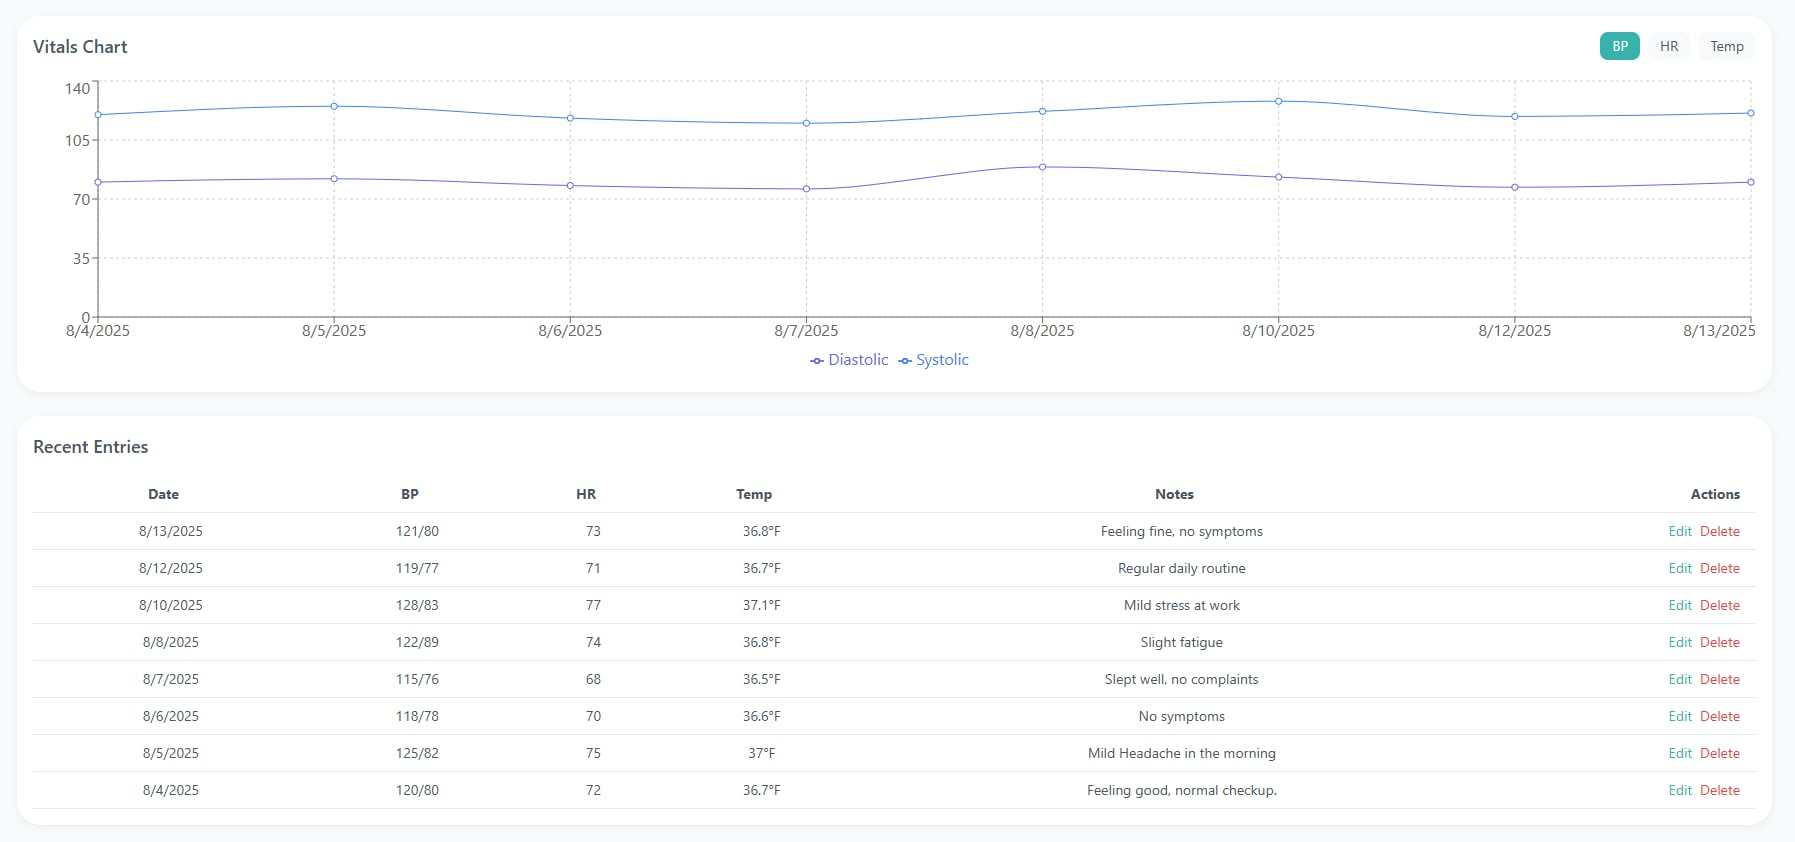 Vitals Chart
BP HR Temp
140
105
70
35
0
8/4/2025 8/5/2025 8/6/2025 8/7/2025 8/8/2025 8/10/2025 8/12/2025 8/13/2025
Diastolic Systolic
Recent Entries
Date BP HR Temp Notes Actions
8/13/2025 121/80 73 36.8°F Feeling fine, no symptoms Edit Delete
8/12/2025 119/77 71 36.7°F Regular daily routine Edit Delete
8/10/2025 128/83 77 37.1°F Mild stress at work Edit Delete
8/8/2025 122/89 74 36.8°F Slight fatigue Edit Delete
8/7/2025 115/76 68 36.5°F Slept well, no complaints Edit Delete
8/6/2025 118/78 70 36.6°F No symptoms Edit Delete
8/5/2025 125/82 75 37°F Mild Headache in the morning Edit Delete
8/4/2025 120/80 72 36.7°F Feeling good, normal checkup. Edit Delete